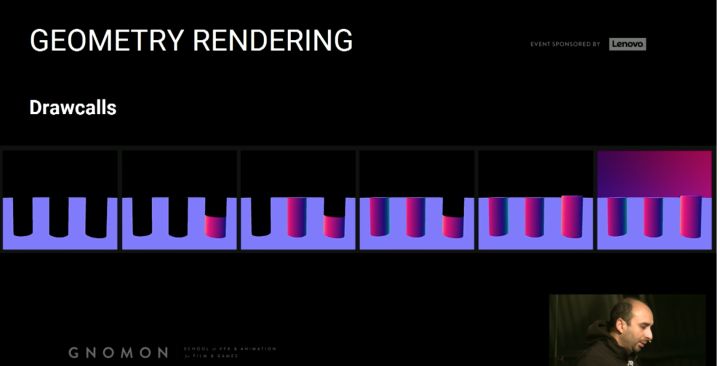 GEOMETRY RENDERING
EVENT SPONSORED BY Lenovo
Drawcalls
GNOMON
SCHOOL of VFX & ANIMATION
for FILM & GAMES